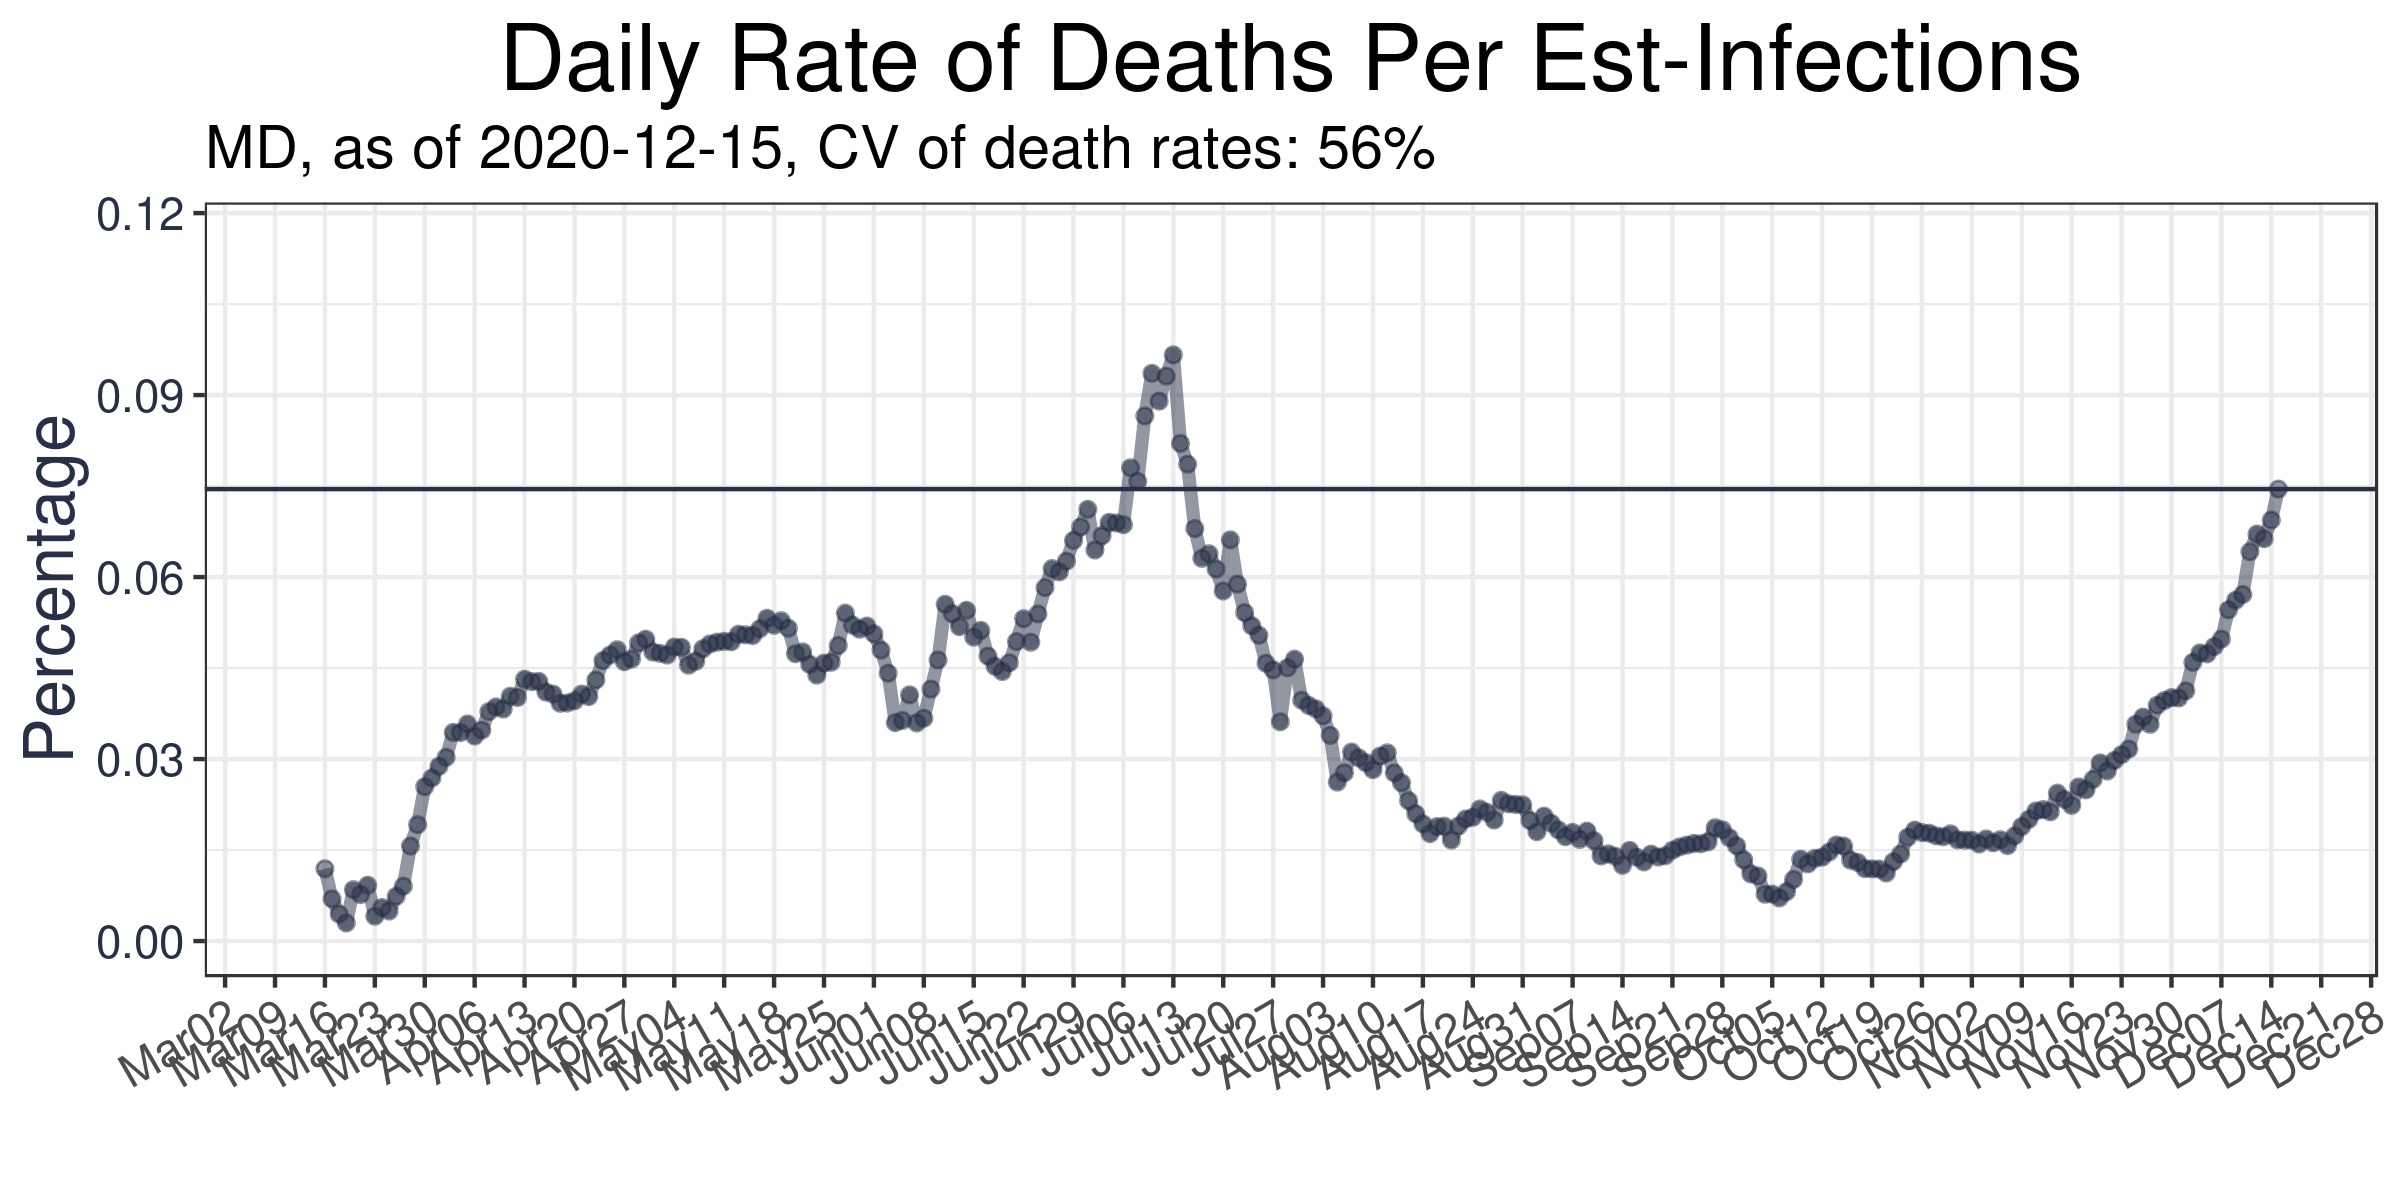 Daily Rate of Deaths Per Est-Infections
MD, as of 2020-12-15, CV of death rates: 56%
Percentage
0.12
0.09
0.06
0.03
0.00
Mar02
Mar09
Mar16
Mar23
Mar30
Apr06
Apr13
Apr20
Apr27
May04
May11
May18
May25
Jun01
Jun08
Jun15
Jun22
Jun29
Jul06
Jul13
Jul20
Jul27
Aug03
Aug10
Aug17
Aug24
Aug31
Sep07
Sep14
Sep21
Sep28
Oct05
Oct12
Oct19
Oct26
Nov02
Nov09
Nov16
Nov23
Nov30
Dec07
Dec14
Dec21
Dec28